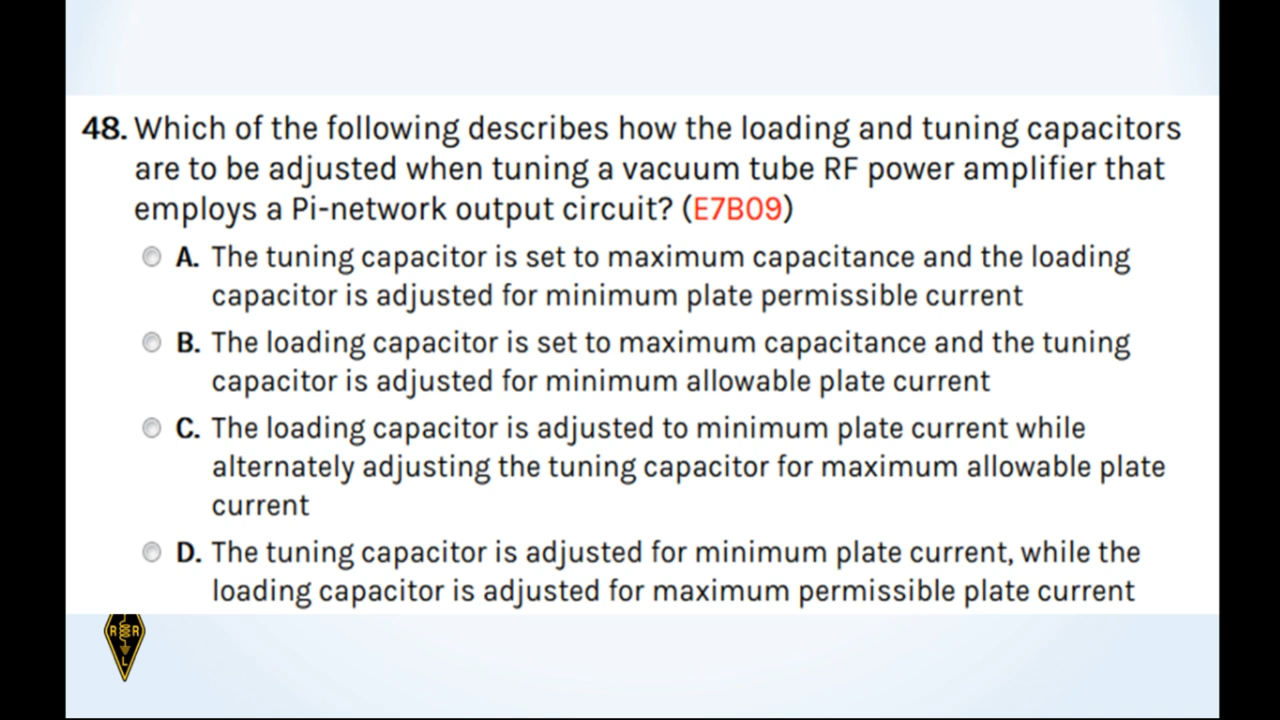 48. Which of the following describes how the loading and tuning capacitors
are to be adjusted when tuning a vacuum tube RF power amplifier that
employs a Pi-network output circuit? (E7B09)
A. The tuning capacitor is set to maximum capacitance and the loading
capacitor is adjusted for minimum plate permissible current
B. The loading capacitor is set to maximum capacitance and the tuning
capacitor is adjusted for minimum allowable plate current
C. The loading capacitor is adjusted to minimum plate current while
alternately adjusting the tuning capacitor for maximum allowable plate
current
D. The tuning capacitor is adjusted for minimum plate current, while the
loading capacitor is adjusted for maximum permissible plate current
R R
L